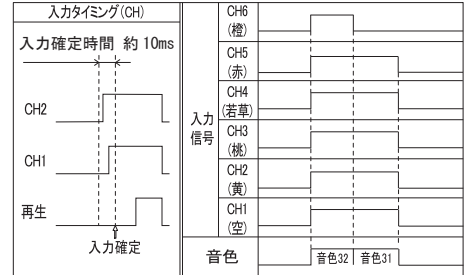 入力タイミング(CH)
入力確定時間 約10ms
CH2
CH1
再生
入力確定
入力
信号
CH6
(橙)
CH5
(赤)
CH4
(若草)
CH3
(桃)
CH2
(黄)
CH1
(空)
音色
音色32
音色31